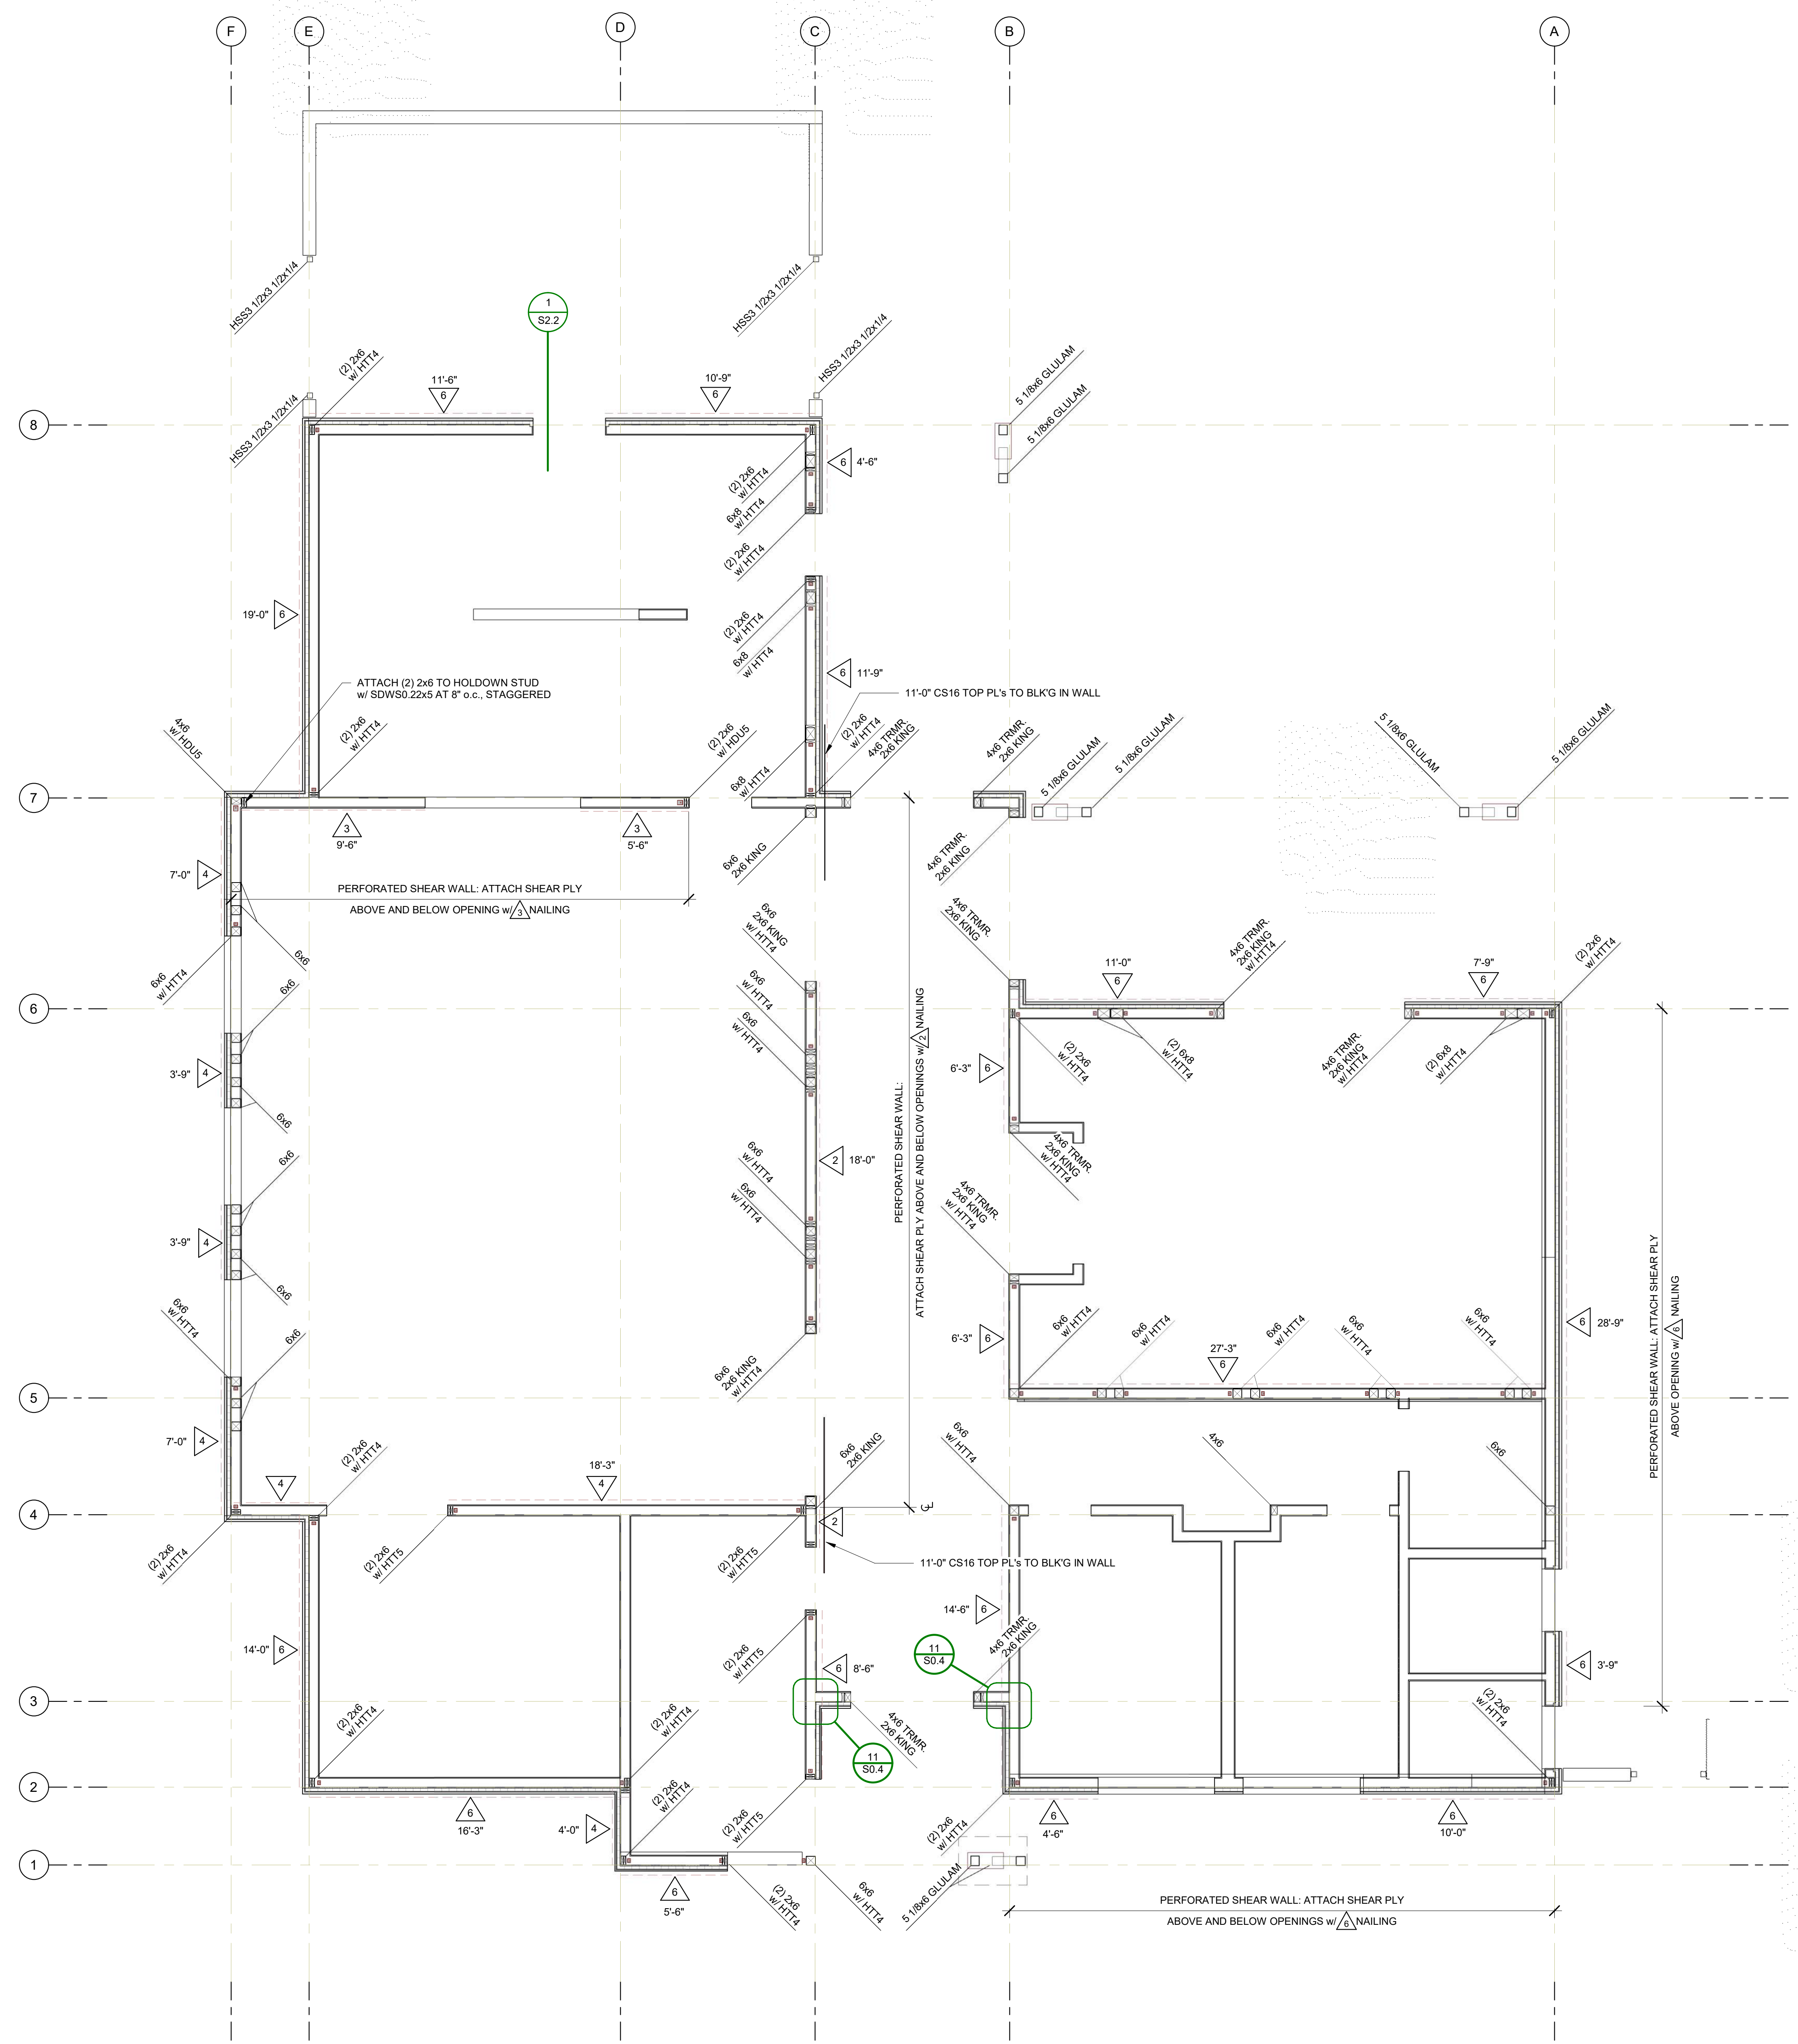 F
E
D
C
B
A
HSS3 1/2x3 1/2x1/4
HSS3 1/2x3 1/2x1/4
1
S2.2
HSS3 1/2x3 1/2x1/4
(2) 2x6
w/ HTT4
11'-6"
6
10'-9"
6
5 1/8x6 GLULAM
5 1/8x6 GLULAM
HSS3 1/2x3 1/2x1/4
8
(2) 2x6
w/ HTT4
6x8
w/ HTT4
(2) 2x6
w/ HTT4
6
4'-6"
19'-0"
6
(2) 2x6
w/ HTT4
6x8
w/ HTT4
6
11'-9"
ATTACH (2) 2x6 TO HOLDOWN STUD
w/ SDWS0.22x5 AT 8" o.c., STAGGERED
11'-0" CS16 TOP PL's TO BLK'G IN WALL
4x6
w/ HDU5
(2) 2x6
w/ HTT4
(2) 2x6
w/ HDU5
6x8
w/ HTT4
(2) 2x6
w/ HTT4
4x6 TRMR.
2x6 KING
4x6 TRMR.
2x6 KING
5 1/8x6 GLULAM
5 1/8x6 GLULAM
5 1/8x6 GLULAM
5 1/8x6 GLULAM
7
3
9'-6"
3
5'-6"
6x6
2x6 KING
4x6 TRMR.
2x6 KING
7'-0"
4
PERFORATED SHEAR WALL: ATTACH SHEAR PLY
ABOVE AND BELOW OPENING w/ 3 NAILING
6x6
w/ HTT4
6x6
6x6
2x6 KING
w/ HTT4
4x6 TRMR.
2x6 KING
11'-0"
6
4x6 TRMR.
2x6 KING
w/ HTT4
7'-9"
6
(2) 2x6
w/ HTT4
6x6
6x6
w/ HTT4
6
6x6
w/ HTT4
3'-9"
4
6x6
6'-3"
6
(2) 2x6
w/ HTT4
(2) 6x8
w/ HTT4
4x6 TRMR.
2x6 KING
w/ HTT4
(2) 6x8
w/ HTT4
PERFORATED SHEAR WALL:
ATTACH SHEAR PLY ABOVE AND BELOW OPENINGS w/ 2 NAILING
6x6
6x6
w/ HTT4
2
18'-0"
4x6 TRMR.
2x6 KING
w/ HTT4
6x6
w/ HTT4
4x6 TRMR.
2x6 KING
w/ HTT4
3'-9"
4
6x6
6x6
w/ HTT4
6x6
6x6
2x6 KING
w/ HTT4
6'-3"
6
6x6
w/ HTT4
6x6
w/ HTT4
27'-3"
6
6x6
w/ HTT4
6x6
w/ HTT4
6x6
w/ HTT4
6
28'-9"
PERFORATED SHEAR WALL: ATTACH SHEAR PLY
ABOVE OPENING w/ 6 NAILING
5
7'-0"
4
(2) 2x6
w/ HTT4
4
18'-3"
4
6x6
2x6 KING
6x6
w/ HTT4
4x6
6x6
4
2
CL
(2) 2x6
w/ HTT4
(2) 2x6
w/ HTT5
(2) 2x6
w/ HTT5
11'-0" CS16 TOP PL's TO BLK'G IN WALL
14'-6"
6
14'-0"
6
(2) 2x6
w/ HTT5
6
8'-6"
11
S0.4
4x6 TRMR.
2x6 KING
6
3'-9"
3
(2) 2x6
w/ HTT4
(2) 2x6
w/ HTT4
4x6 TRMR.
2x6 KING
11
S0.4
(2) 2x6
w/ HTT4
2
6
16'-3"
4'-0"
4
(2) 2x6
w/ HTT4
(2) 2x6
w/ HTT5
(2) 2x6
w/ HTT4
6
4'-6"
6
10'-0"
1
6
5'-6"
(2) 2x6
w/ HTT4
6x6
w/ HTT4
5 1/8x6 GLULAM
PERFORATED SHEAR WALL: ATTACH SHEAR PLY
ABOVE AND BELOW OPENINGS w/ 6 NAILING